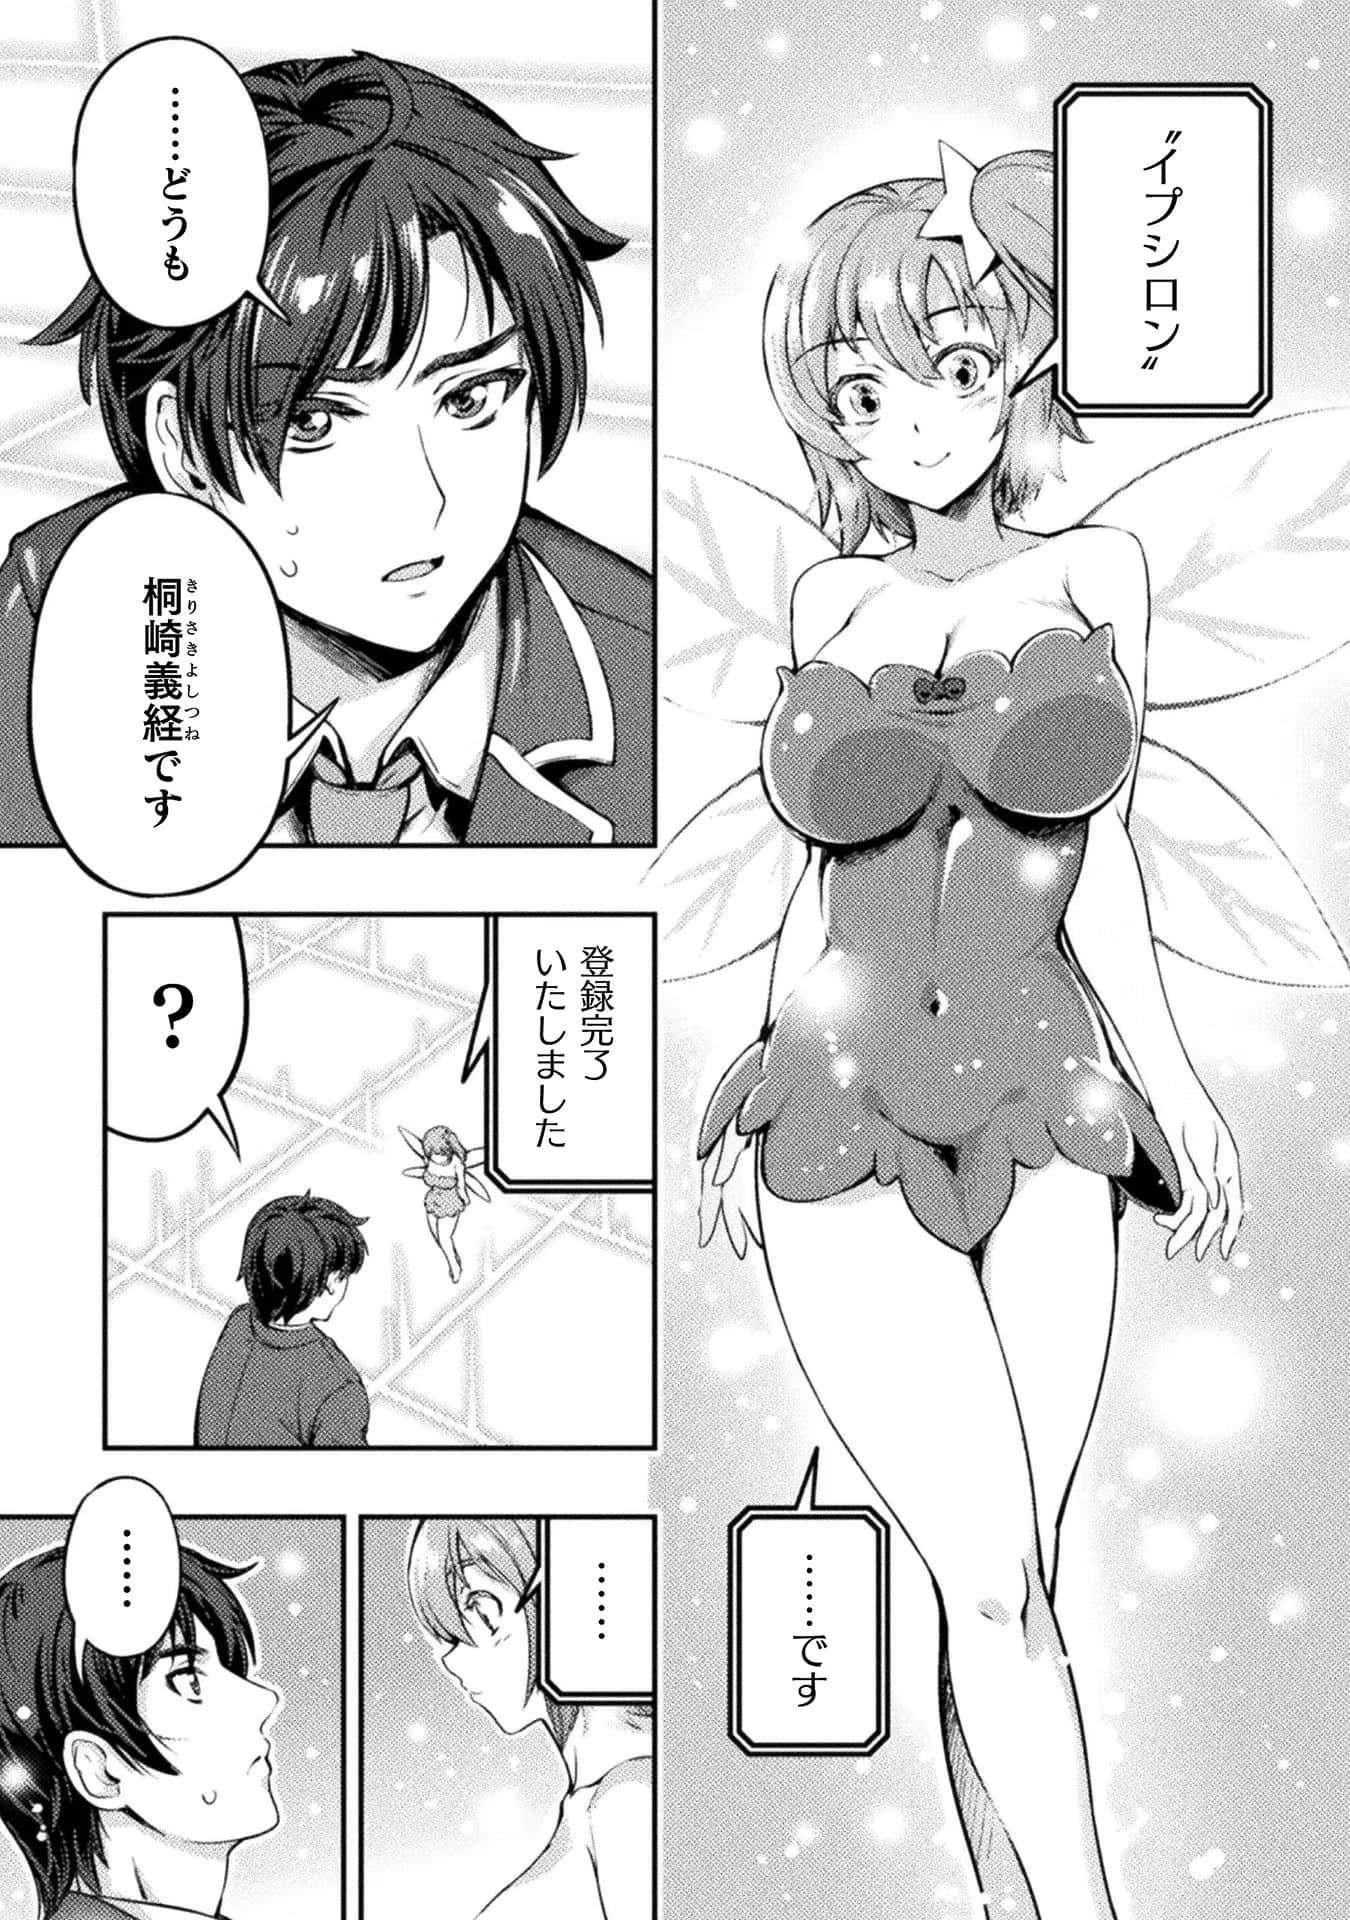 〝イプシロン〟
……です
……どうも
桐崎義経です
きりさきよしつね
登録完了
いたしました
？
……
……